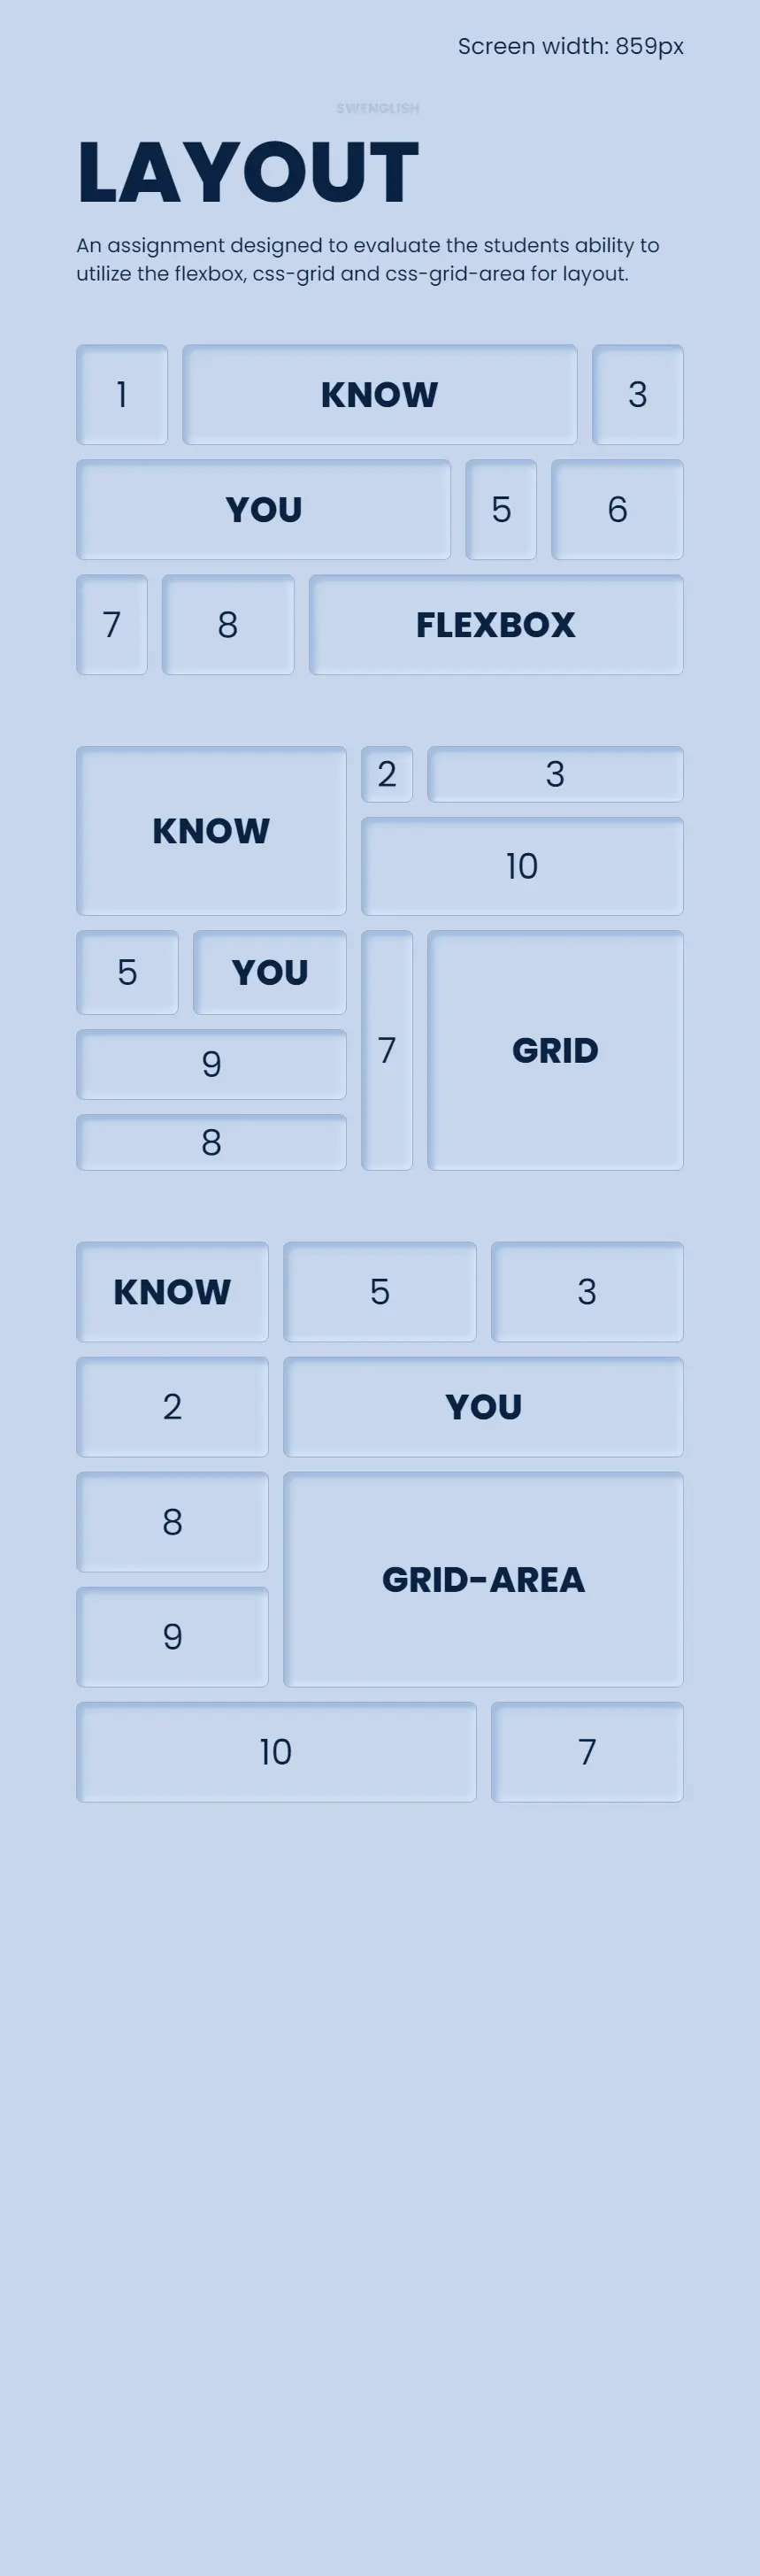 Screen width: 859px
SWENGLISH
LAYOUT
An assignment designed to evaluate the students ability to
utilize the flexbox, css-grid and css-grid-area for layout.
1 KNOW 3
YOU 5 6
7 8 FLEXBOX
KNOW 2 3
10
5 YOU 7 GRID
9
8
KNOW 5 3
2 YOU
8 GRID-AREA
9
10 7